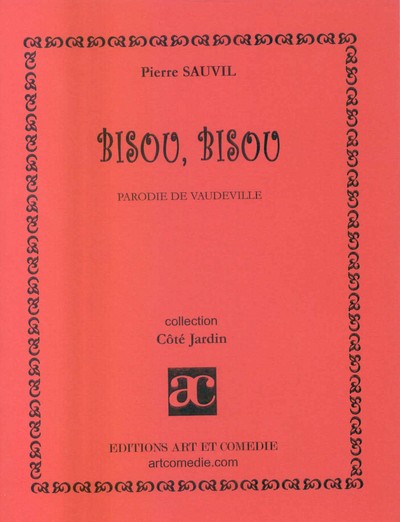 Pierre SAUVIL
BISOU, BISOU
PARODIE DE VAUDEVILLE
collection
Côté Jardin
ac
EDITIONS ART ET COMEDIE
artcomedie.com